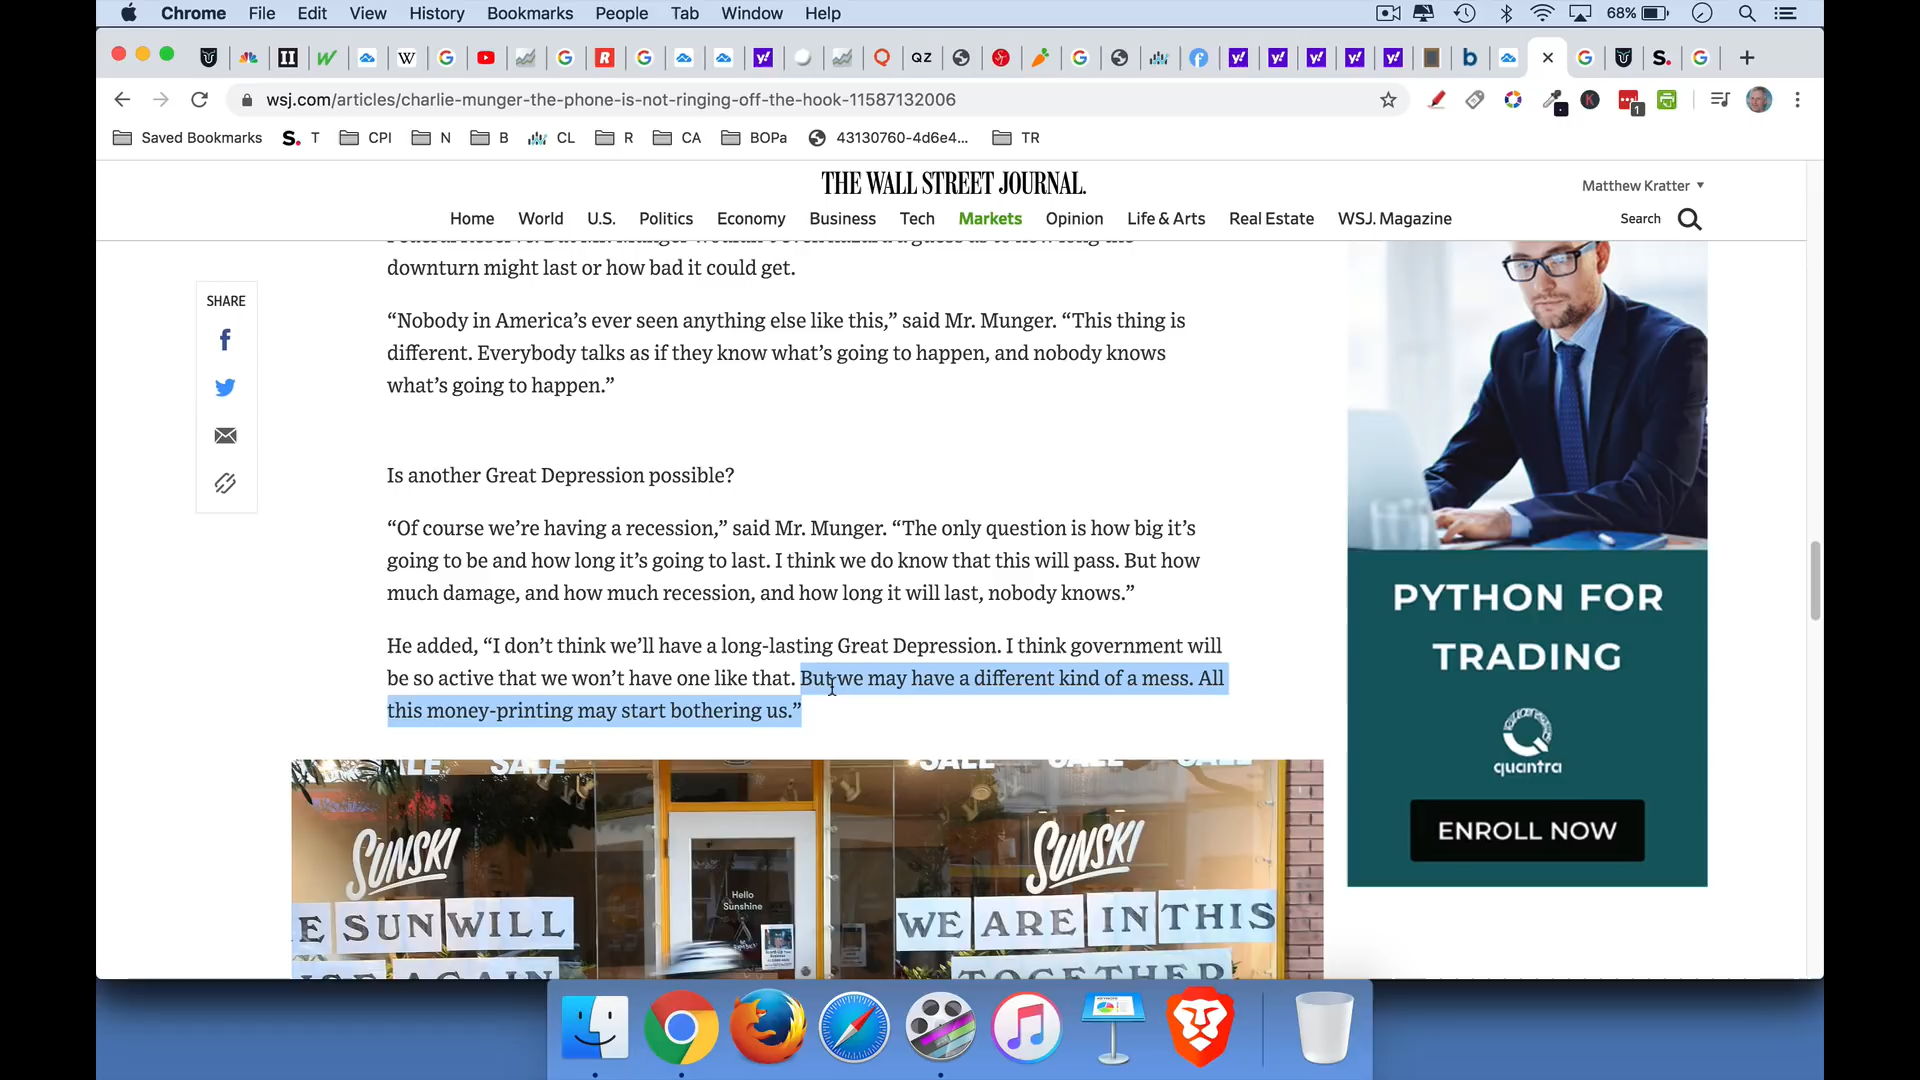 Chrome File Edit View History Bookmarks People Tab Window Help 68%
QZ
wsj.com/articles/charlie-munger-the-phone-is-not-ringing-off-the-hook-11587132006
1
Saved Bookmarks S. T CPI N B CL R CA BOPa 43130760-4d6e4... TR
THE WALL STREET JOURNAL.
Matthew Kratter
Home World U.S. Politics Economy Business Tech Markets Opinion Life & Arts Real Estate WSJ. Magazine Search
downturn might last or how bad it could get.
SHARE
“Nobody in America’s ever seen anything else like this,” said Mr. Munger. “This thing is
different. Everybody talks as if they know what’s going to happen, and nobody knows
what’s going to happen.”
Is another Great Depression possible?
“Of course we’re having a recession,” said Mr. Munger. “The only question is how big it’s
going to be and how long it’s going to last. I think we do know that this will pass. But how
much damage, and how much recession, and how long it will last, nobody knows.”
He added, “I don’t think we’ll have a long-lasting Great Depression. I think government will
be so active that we won’t have one like that. But we may have a different kind of a mess. All
this money-printing may start bothering us.”
PYTHON FOR
TRADING
quantra
ENROLL NOW
SALE SALE SALE
SUNSKI
SUNSKI
Hello
Sunshine
E SUN WILL
WE ARE IN THIS
AGAIN
TOGETHER